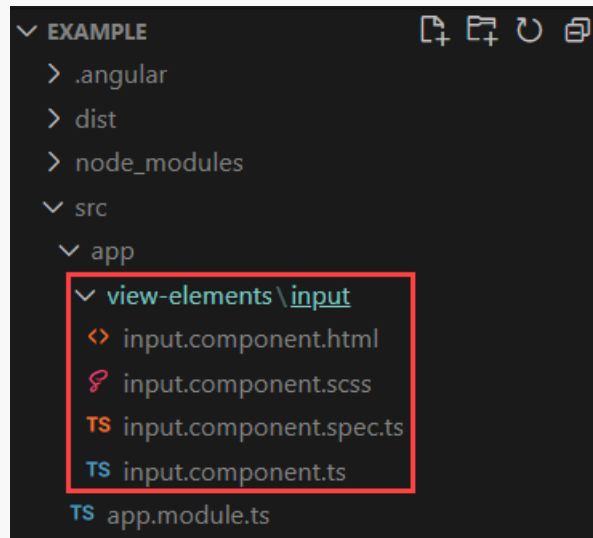 EXAMPLE
.angular
dist
node_modules
src
app
view-elements\input
input.component.html
input.component.scss
TS input.component.spec.ts
TS input.component.ts
TS app.module.ts